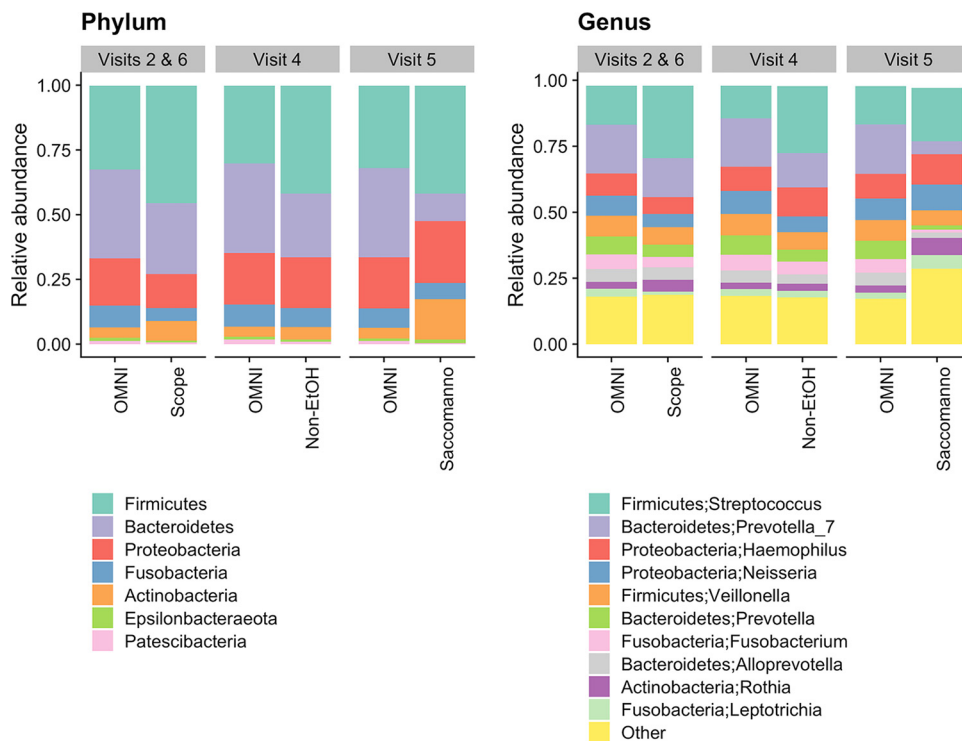 Phylum
Visits 2 & 6 Visit 4 Visit 5
Relative abundance
1.00
0.75
0.50
0.25
0.00
OMNI
Scope
OMNI
Non-EtOH
OMNI
Saccomanno
Firmicutes
Bacteroidetes
Proteobacteria
Fusobacteria
Actinobacteria
Epsilonbacteraeota
Patescibacteria
Genus
Visits 2 & 6 Visit 4 Visit 5
Relative abundance
1.00
0.75
0.50
0.25
0.00
OMNI
Scope
OMNI
Non-EtOH
OMNI
Saccomanno
Firmicutes;Streptococcus
Bacteroidetes;Prevotella_7
Proteobacteria;Haemophilus
Proteobacteria;Neisseria
Firmicutes;Veillonella
Bacteroidetes;Prevotella
Fusobacteria;Fusobacterium
Bacteroidetes;Alloprevotella
Actinobacteria;Rothia
Fusobacteria;Leptotrichia
Other